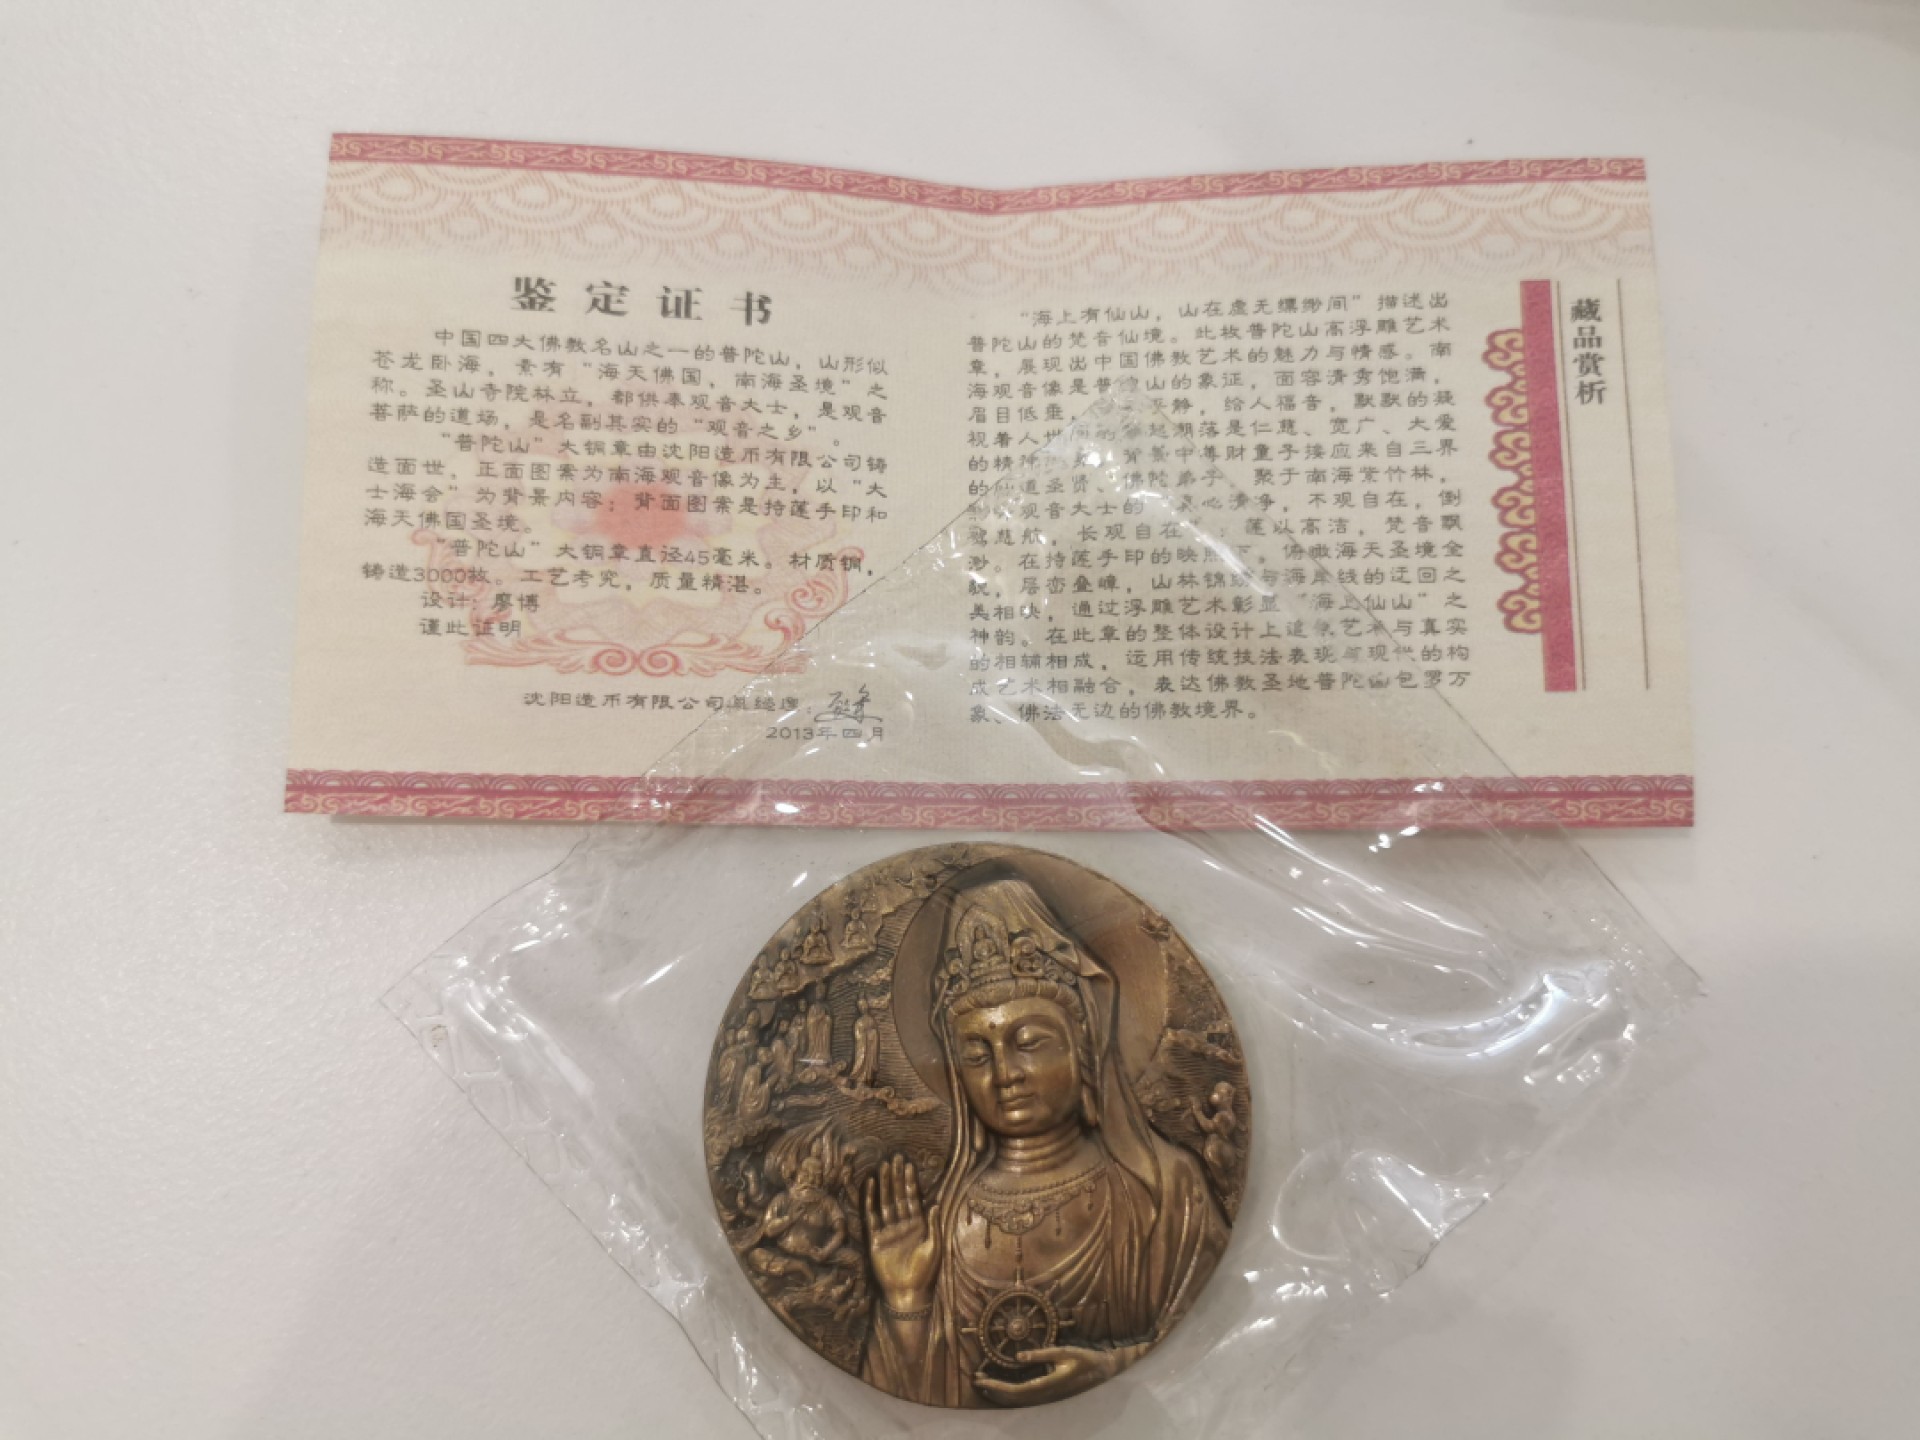 鉴定证书
中国四大佛教名山之一的普陀山，山形似
苍龙卧海，素有“海天佛国，南海圣境”之
称。圣山寺院林立，都供奉观音大士，是观音
菩萨的道场，是名副其实的“观音之乡”。
“普陀山”大铜章由沈阳造币有限公司铸
造面世，正面图案为南海观音像为主，以“大
士海会”为背景内容；背面图案是持莲手印和
海天佛国圣境。
“普陀山”大铜章直径45毫米。材质铜，
铸造3000枚。工艺考究，质量精湛。
设计：廖博
谨此证明
沈阳造币有限公司总经理：
2013年四月
“海上有仙山，山在虚无缥缈间”描述出
普陀山的梵音仙境。此枚普陀山高浮雕艺术
章，展现出中国佛教艺术的魅力与情感。南
海观音像是普陀山的象征，面容清秀饱满，
眉目低垂，平静，给人福音，默默的凝
视着人世间的潮起潮落是仁慈、宽广、大爱
的精神背景中善财童子接应来自三界
的仙道圣贤、佛陀弟子，聚于南海紫竹林，
观音大士的心清净，不观自在，倒
驾慈航，长观自在；莲以高洁，梵音飘
渺。在持莲手印的映照下，俯瞰海天圣境全
貌，层峦叠嶂，山林锦绣与海岸线的迂回之
美相映，通过浮雕艺术彰显“海上仙山”之
神韵。在此章的整体设计上追求艺术与真实
的相辅相成，运用传统技法表现与现代的构
成艺术相融合，表达佛教圣地普陀山包罗万
象、佛法无边的佛教境界。
藏品赏析